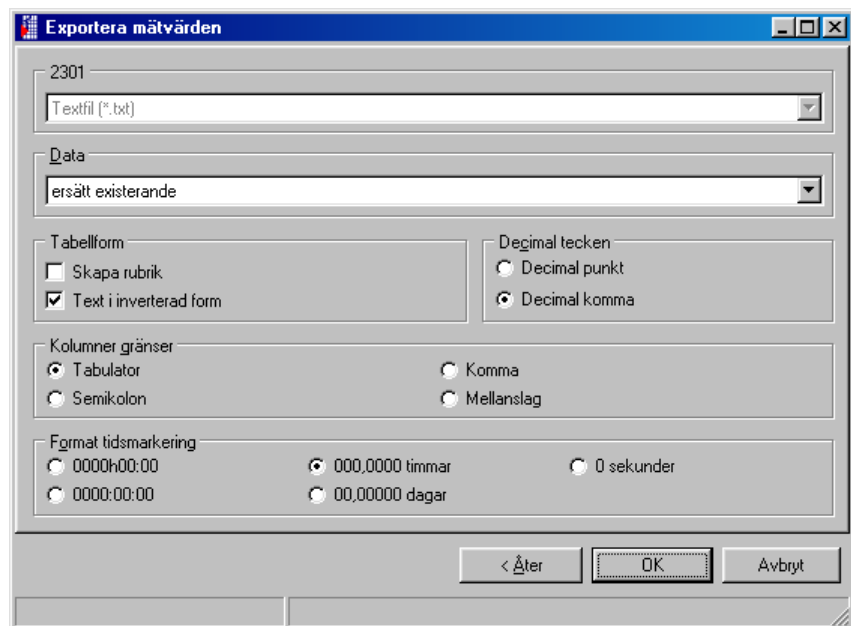 Exportera mätvärden
2301
Textfil (*.txt)
Data
ersätt existerande
Tabellform
Skapa rubrik
Text i inverterad form
Decimal tecken
Decimal punkt
Decimal komma
Kolumner gränser
Tabulator
Komma
Semikolon
Mellanslag
Format tidsmarkering
0000h00:00
000,0000 timmar
0 sekunder
0000:00:00
00,00000 dagar
< Åter
OK
Avbryt